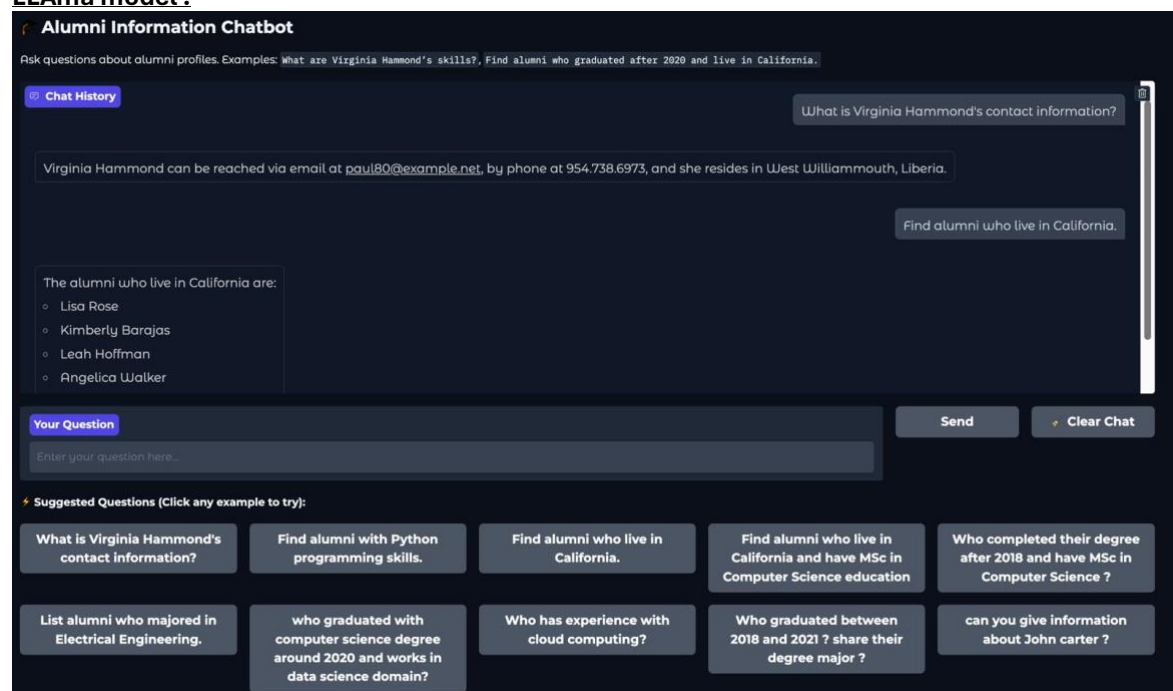 LLAma model :
Alumni Information Chatbot
Ask questions about alumni profiles. Examples: What are Virginia Hammond's skills?, Find alumni who graduated after 2020 and live in California.
Chat History
What is Virginia Hammond's contact information?
Virginia Hammond can be reached via email at paul80@example.net, by phone at 954.738.6973, and she resides in West Williammouth, Liberia.
Find alumni who live in California.
The alumni who live in California are:
Lisa Rose
Kimberly Barajas
Leah Hoffman
Angelica Walker
Your Question
Send
Clear Chat
Enter your question here...
Suggested Questions (Click any example to try):
What is Virginia Hammond's
contact information?
Find alumni with Python
programming skills.
Find alumni who live in
California.
Find alumni who live in
California and have MSc in
Computer Science education
Who completed their degree
after 2018 and have MSc in
Computer Science ?
List alumni who majored in
Electrical Engineering.
who graduated with
computer science degree
around 2020 and works in
data science domain?
Who has experience with
cloud computing?
Who graduated between
2018 and 2021 ? share their
degree major ?
can you give information
about John carter ?